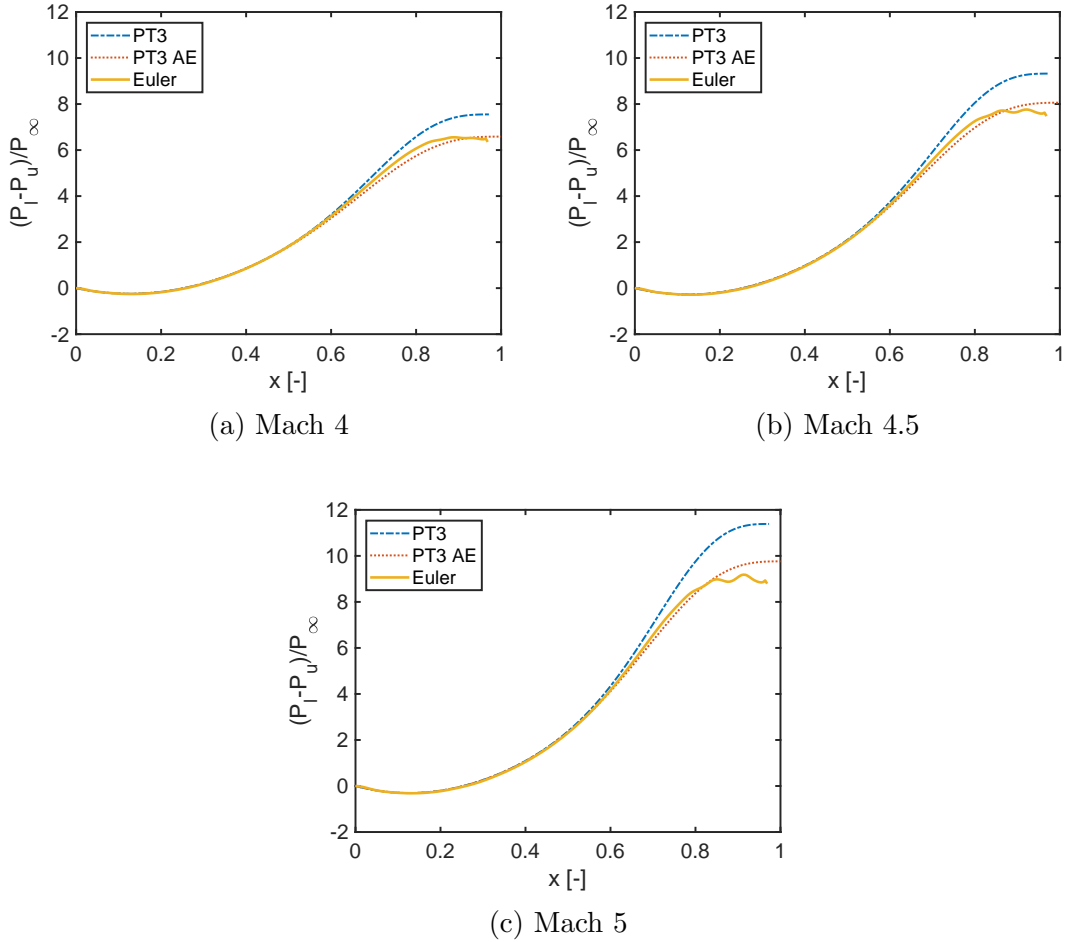 12
10
8
6
4
2
0
-2
(P_l-P_u)/P_∞
PT3
PT3 AE
Euler
0 0.2 0.4 0.6 0.8 1
x [-]
(a) Mach 4
12
10
8
6
4
2
0
-2
(P_l-P_u)/P_∞
PT3
PT3 AE
Euler
0 0.2 0.4 0.6 0.8 1
x [-]
(b) Mach 4.5
12
10
8
6
4
2
0
-2
(P_l-P_u)/P_∞
PT3
PT3 AE
Euler
0 0.2 0.4 0.6 0.8 1
x [-]
(c) Mach 5